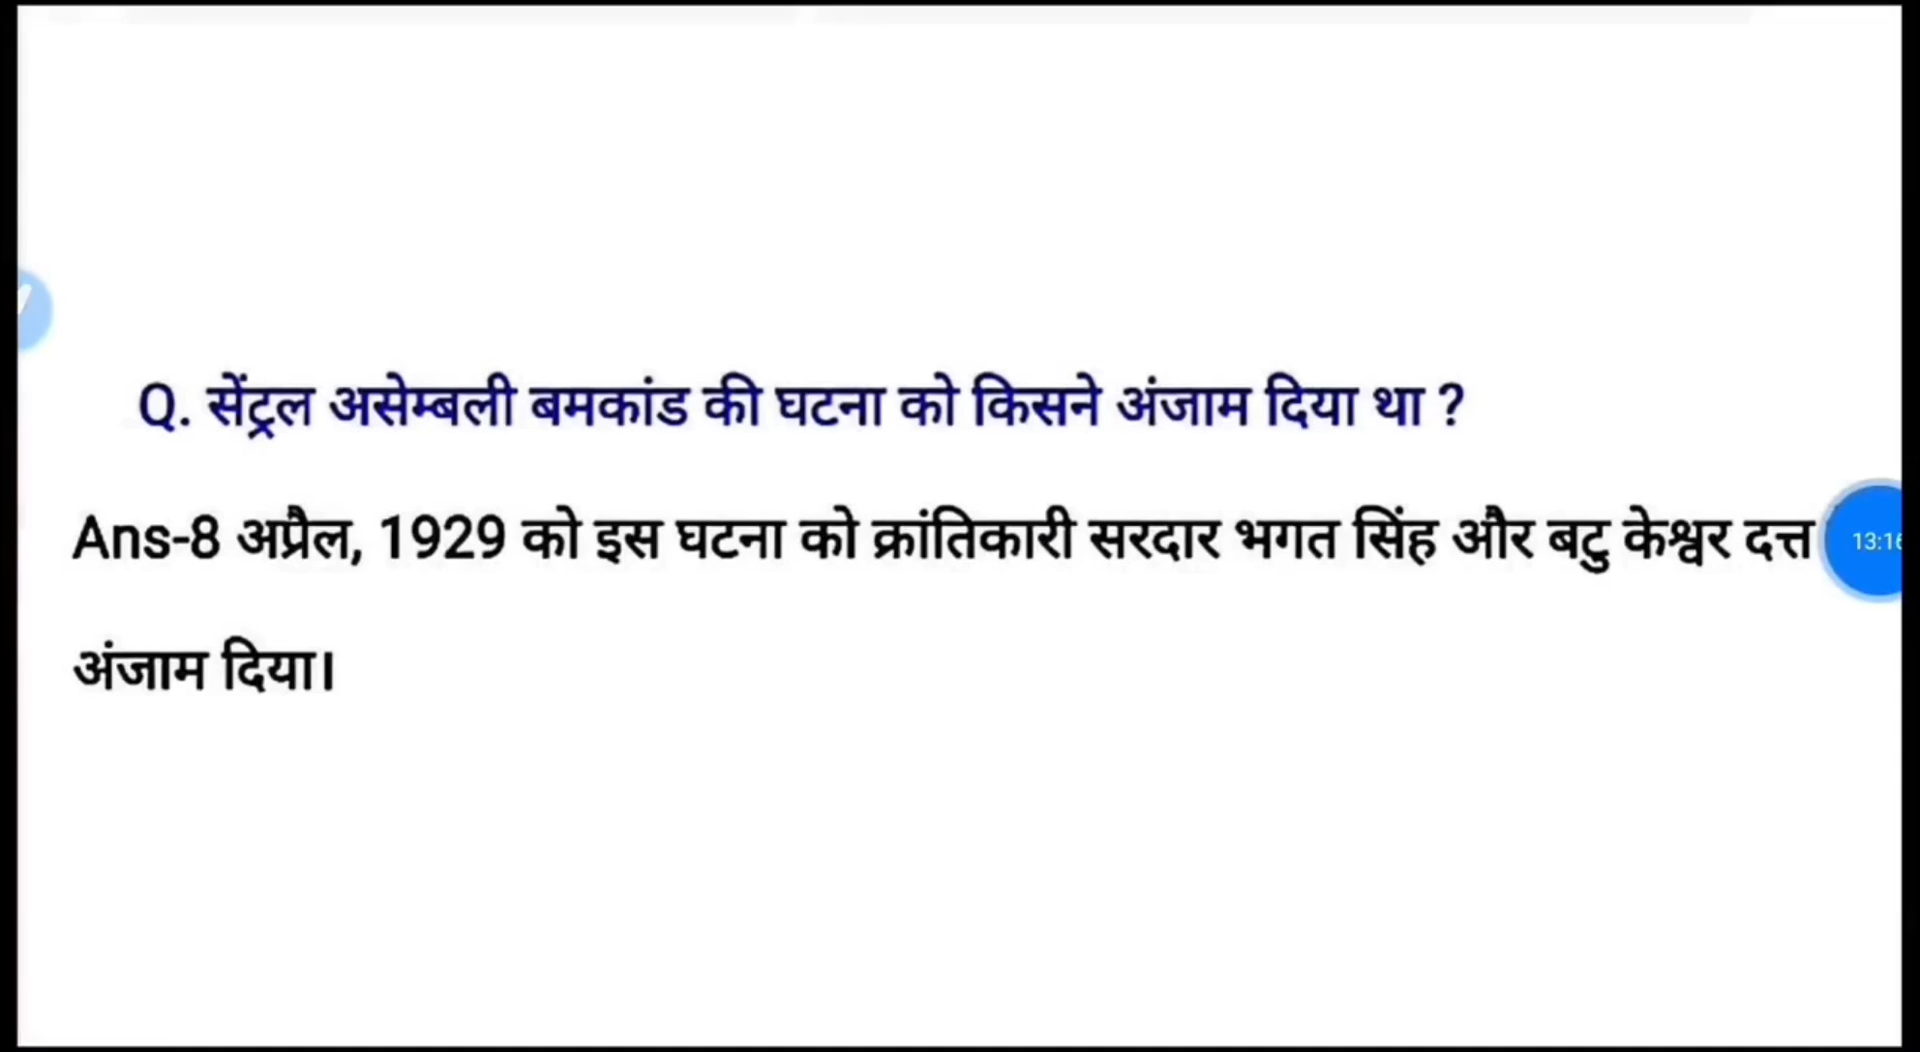 Q. सेंट्रल असेम्बली बमकांड की घटना को किसने अंजाम दिया था ?
Ans-8 अप्रैल, 1929 को इस घटना को क्रांतिकारी सरदार भगत सिंह और बटु केश्वर दत्त
अंजाम दिया।